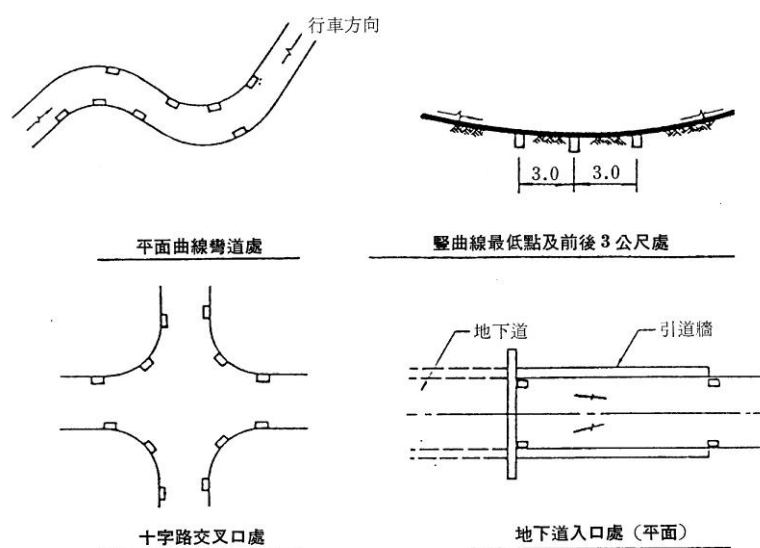 行車方向
3.0
3.0
平面曲線彎道處
豎曲線最低點及前後3公尺處
地下道
引道牆
十字路交叉口處
地下道入口處（平面）